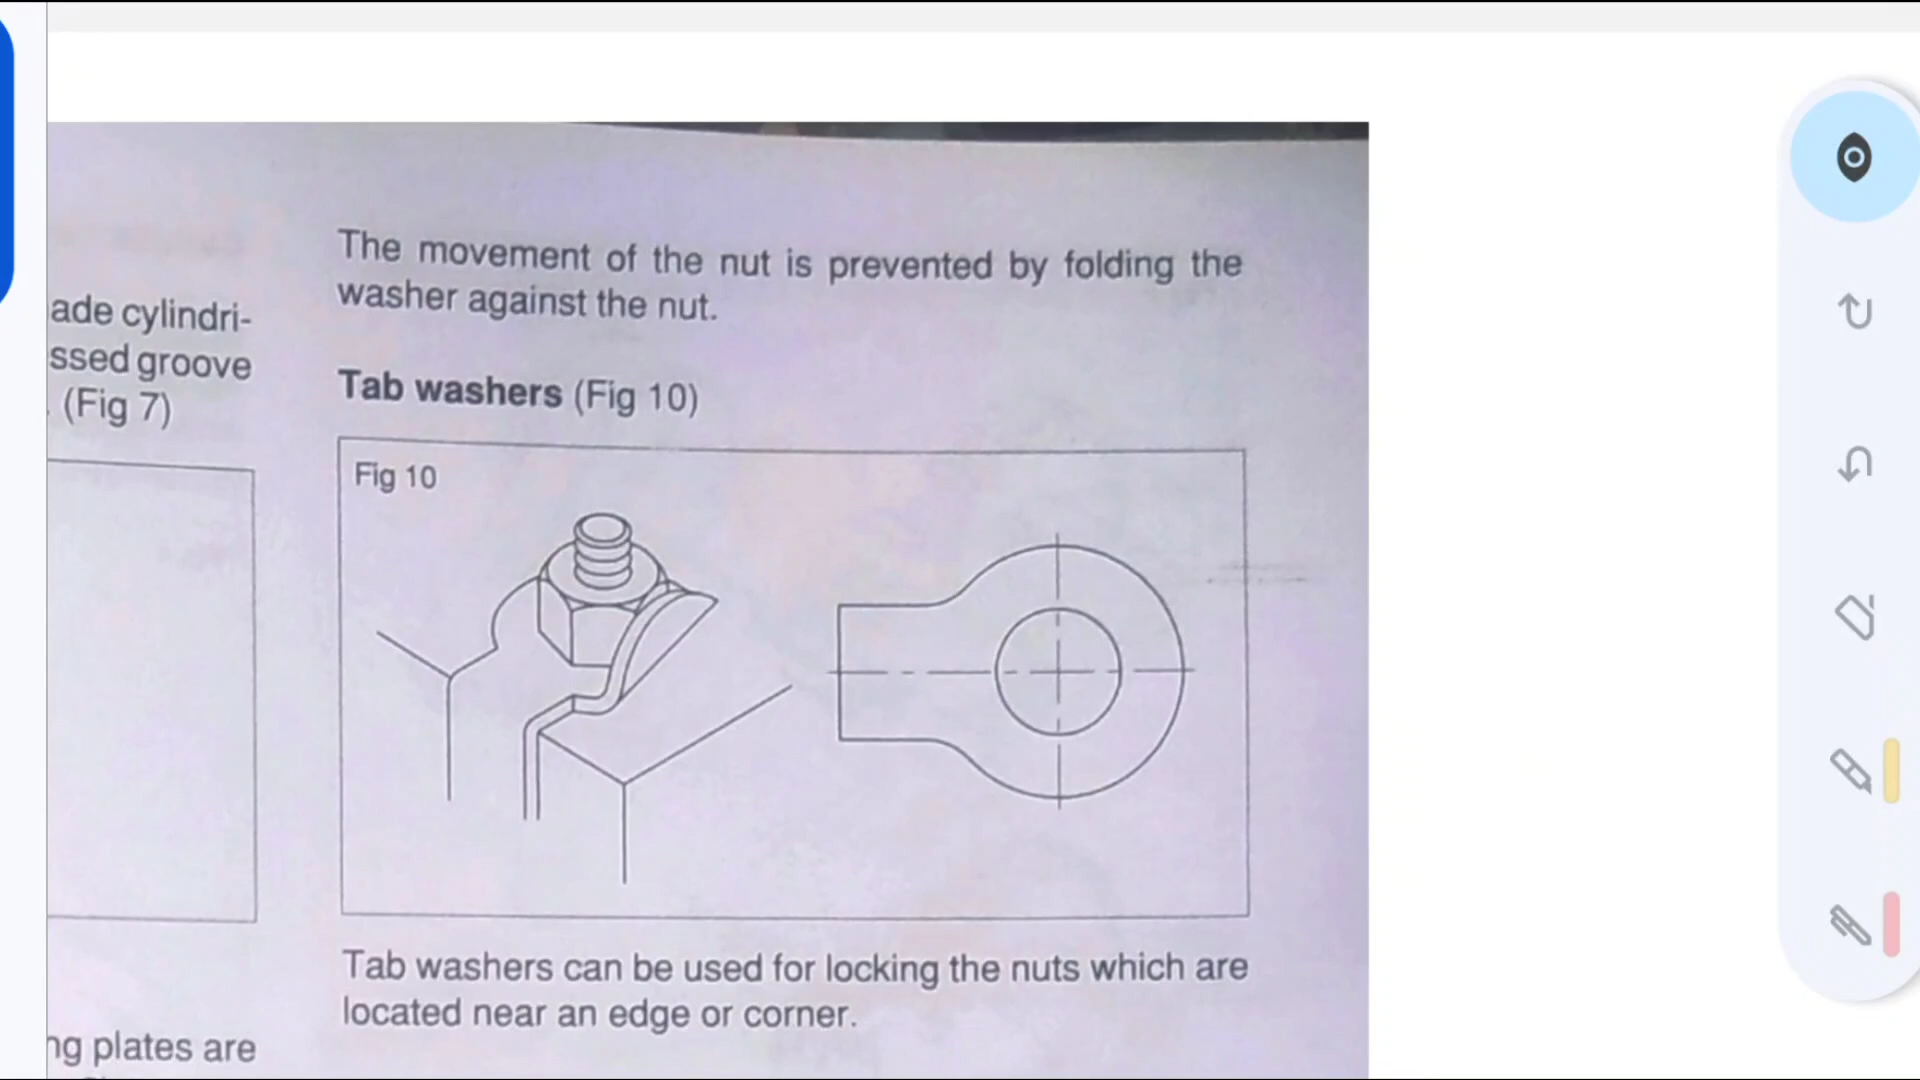 ade cylindri-
ssed groove
(Fig 7)
ng plates are
The movement of the nut is prevented by folding the
washer against the nut.
Tab washers (Fig 10)
Fig 10
Tab washers can be used for locking the nuts which are
located near an edge or corner.